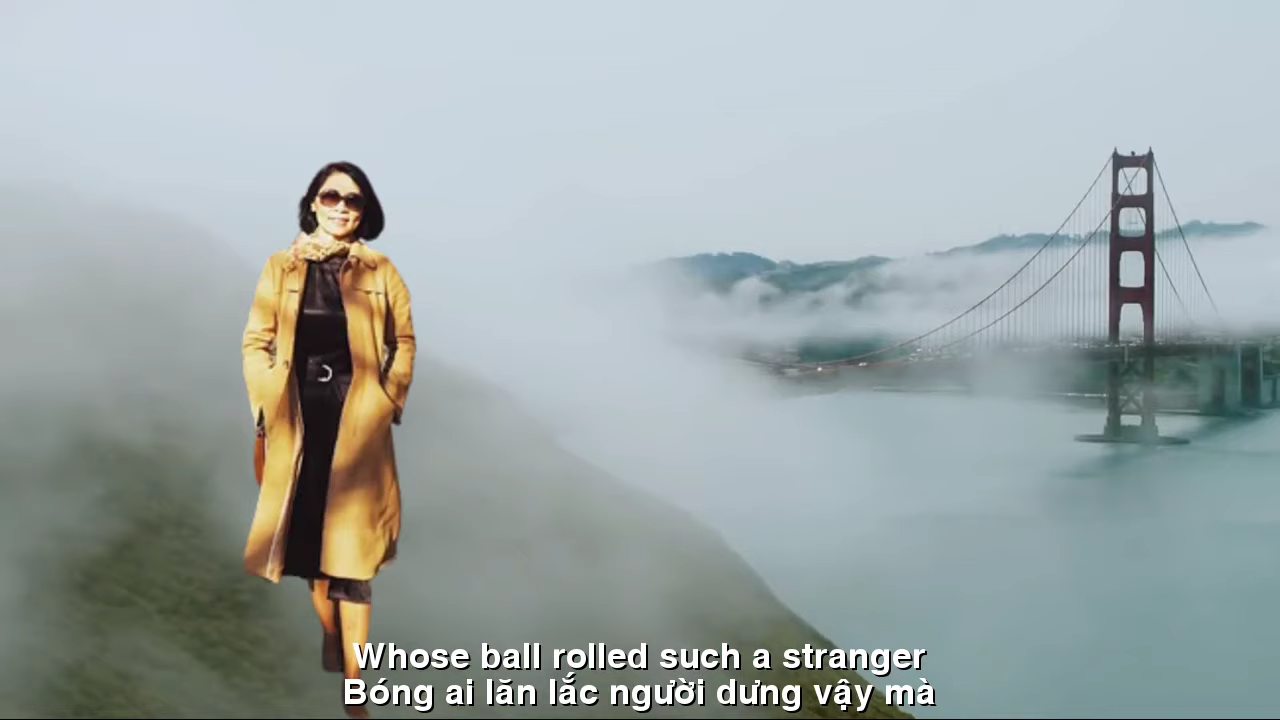 Whose ball rolled such a stranger
Bóng ai lăn lắc người dưng vậy mà